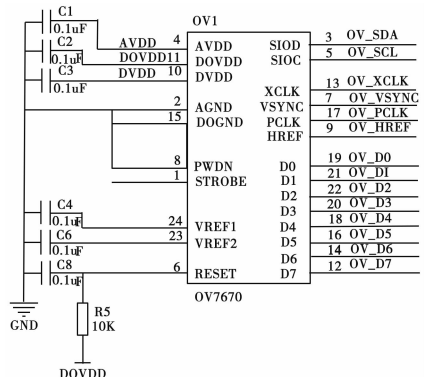 C1
OV1
0.1uF
AVDD 4 AVDD SIOD 3 OV_SDA
C2
DOVDD11 DOVDD SIOC 5 OV_SCL
0.1uF
C3
DVDD 10 DVDD
0.1uF
XCLK 13 OV_XCLK
2 AGND VSYNC 7 OV_VSYNC
15 DOGND PCLK 17 OV_PCLK
HREF 9 OV_HREF
8 PWDN D0 19 OV_D0
1 STROBE D1 21 OV_DI
D2 22 OV_D2
C4
D3 20 OV_D3
0.1uF
24 VREF1 D4 18 OV_D4
C6
23 VREF2 D5 16 OV_D5
0.1uF
D6 14 OV_D6
C8
6 RESET D7 12 OV_D7
0.1uF
OV7670
R5
GND
10K
DOVDD